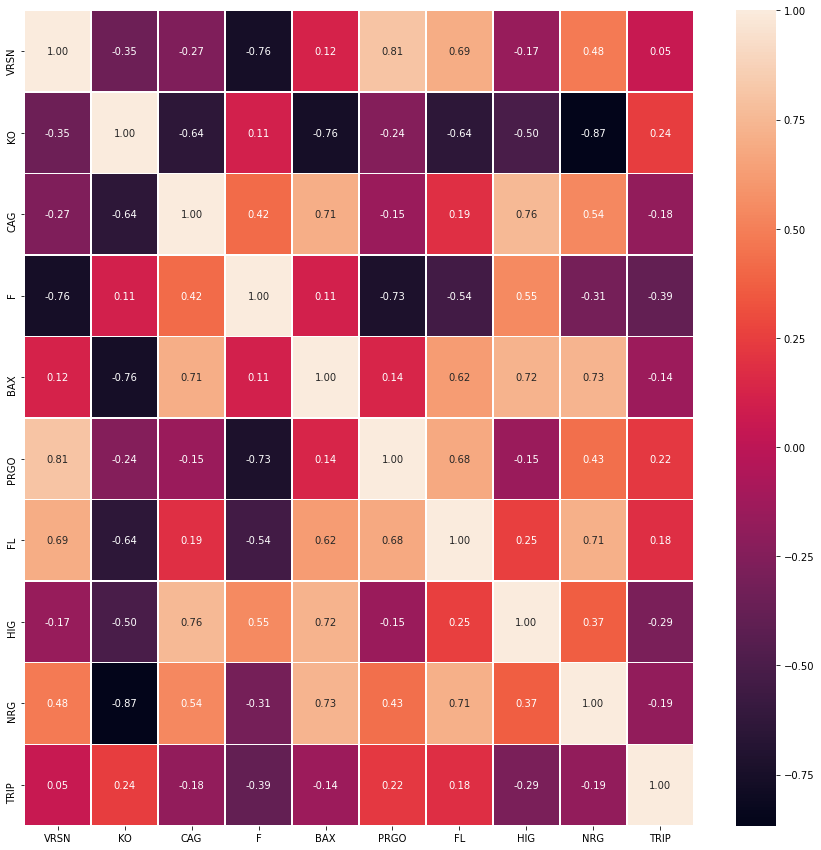 VRSN 1.00 -0.35 -0.27 -0.76 0.12 0.81 0.69 -0.17 0.48 0.05
KO -0.35 1.00 -0.64 0.11 -0.76 -0.24 -0.64 -0.50 -0.87 0.24
CAG -0.27 -0.64 1.00 0.42 0.71 -0.15 0.19 0.76 0.54 -0.18
F -0.76 0.11 0.42 1.00 0.11 -0.73 -0.54 0.55 -0.31 -0.39
BAX 0.12 -0.76 0.71 0.11 1.00 0.14 0.62 0.72 0.73 -0.14
PRGO 0.81 -0.24 -0.15 -0.73 0.14 1.00 0.68 -0.15 0.43 0.22
FL 0.69 -0.64 0.19 -0.54 0.62 0.68 1.00 0.25 0.71 0.18
HIG -0.17 -0.50 0.76 0.55 0.72 -0.15 0.25 1.00 0.37 -0.29
NRG 0.48 -0.87 0.54 -0.31 0.73 0.43 0.71 0.37 1.00 -0.19
TRIP 0.05 0.24 -0.18 -0.39 -0.14 0.22 0.18 -0.29 -0.19 1.00
VRSN KO CAG F BAX PRGO FL HIG NRG TRIP
1.00
0.75
0.50
0.25
0.00
−0.25
−0.50
−0.75